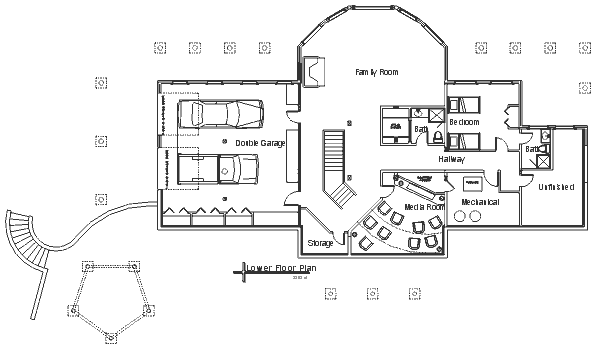 Family Room
Bedroom
Bath
Double Garage
Bath
Hallway
Unfinished
Mechanical
Media Room
Storage
Lower Floor Plan